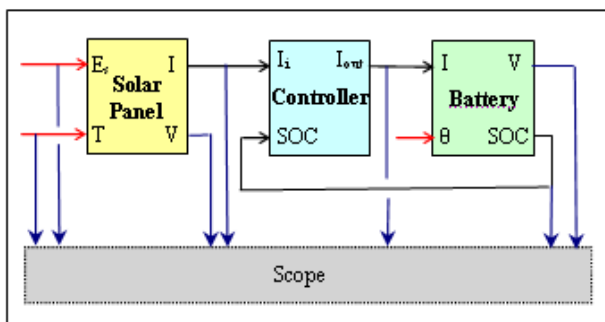 Eₛ I
Solar
Panel
T V
Iᵢ Iₒᵤₜ
Controller
SOC
I V
Battery
θ SOC
Scope